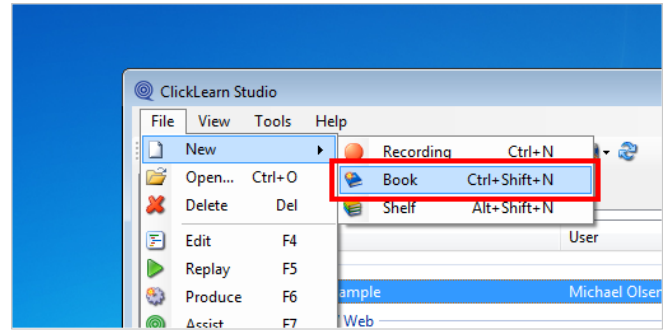 ClickLearn Studio
File View Tools Help
New
Recording Ctrl+N
Open... Ctrl+O
Book Ctrl+Shift+N
Delete Del
Shelf Alt+Shift+N
User
Edit F4
Replay F5
Produce F6
ample Michael Olsen
Assist F7
Web